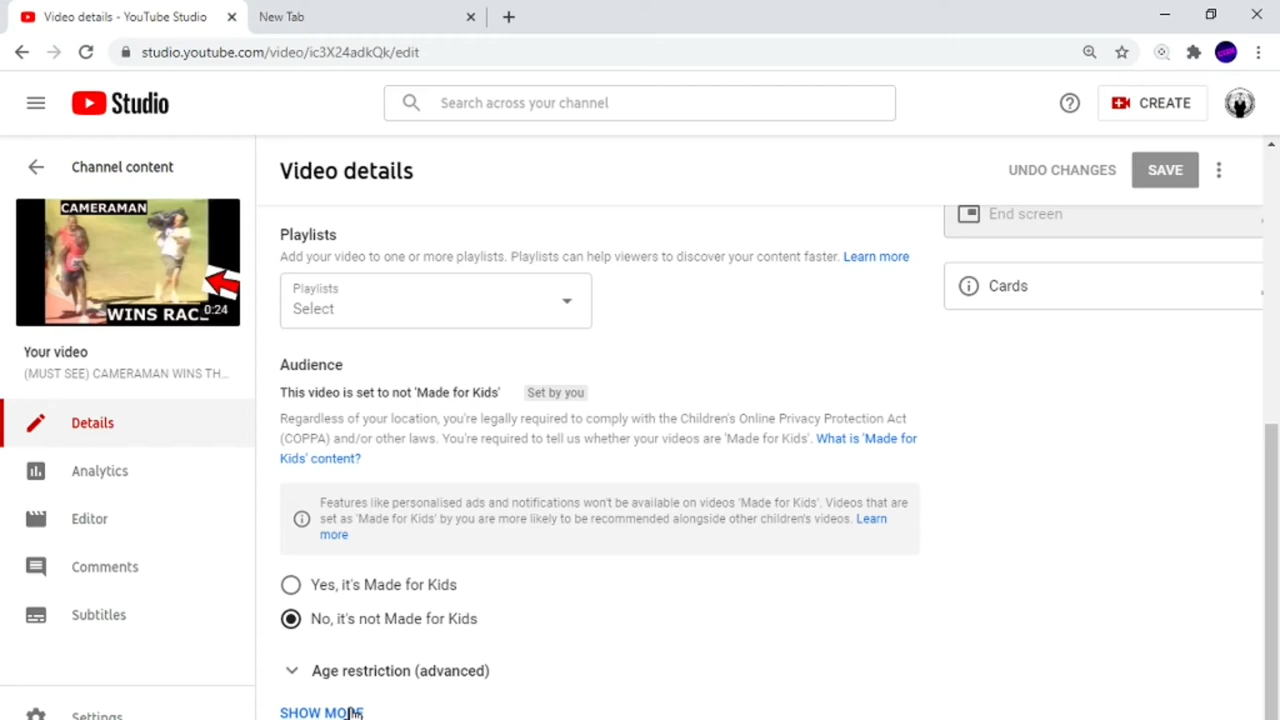 Video details - YouTube Studio
New Tab
studio.youtube.com/video/ic3X24adkQk/edit
Studio
Search across your channel
CREATE
Channel content
CAMERAMAN
WINS RACE
0:24
Your video
(MUST SEE) CAMERAMAN WINS TH...
Details
Analytics
Editor
Comments
Subtitles
Settings
Video details
UNDO CHANGES
SAVE
Playlists
Add your video to one or more playlists. Playlists can help viewers to discover your content faster. Learn more
Playlists
Select
Audience
This video is set to not 'Made for Kids' Set by you
Regardless of your location, you're legally required to comply with the Children's Online Privacy Protection Act
(COPPA) and/or other laws. You're required to tell us whether your videos are 'Made for Kids'. What is 'Made for
Kids' content?
Features like personalised ads and notifications won't be available on videos 'Made for Kids'. Videos that are
set as 'Made for Kids' by you are more likely to be recommended alongside other children's videos. Learn
more
Yes, it's Made for Kids
No, it's not Made for Kids
Age restriction (advanced)
SHOW MORE
End screen
Cards